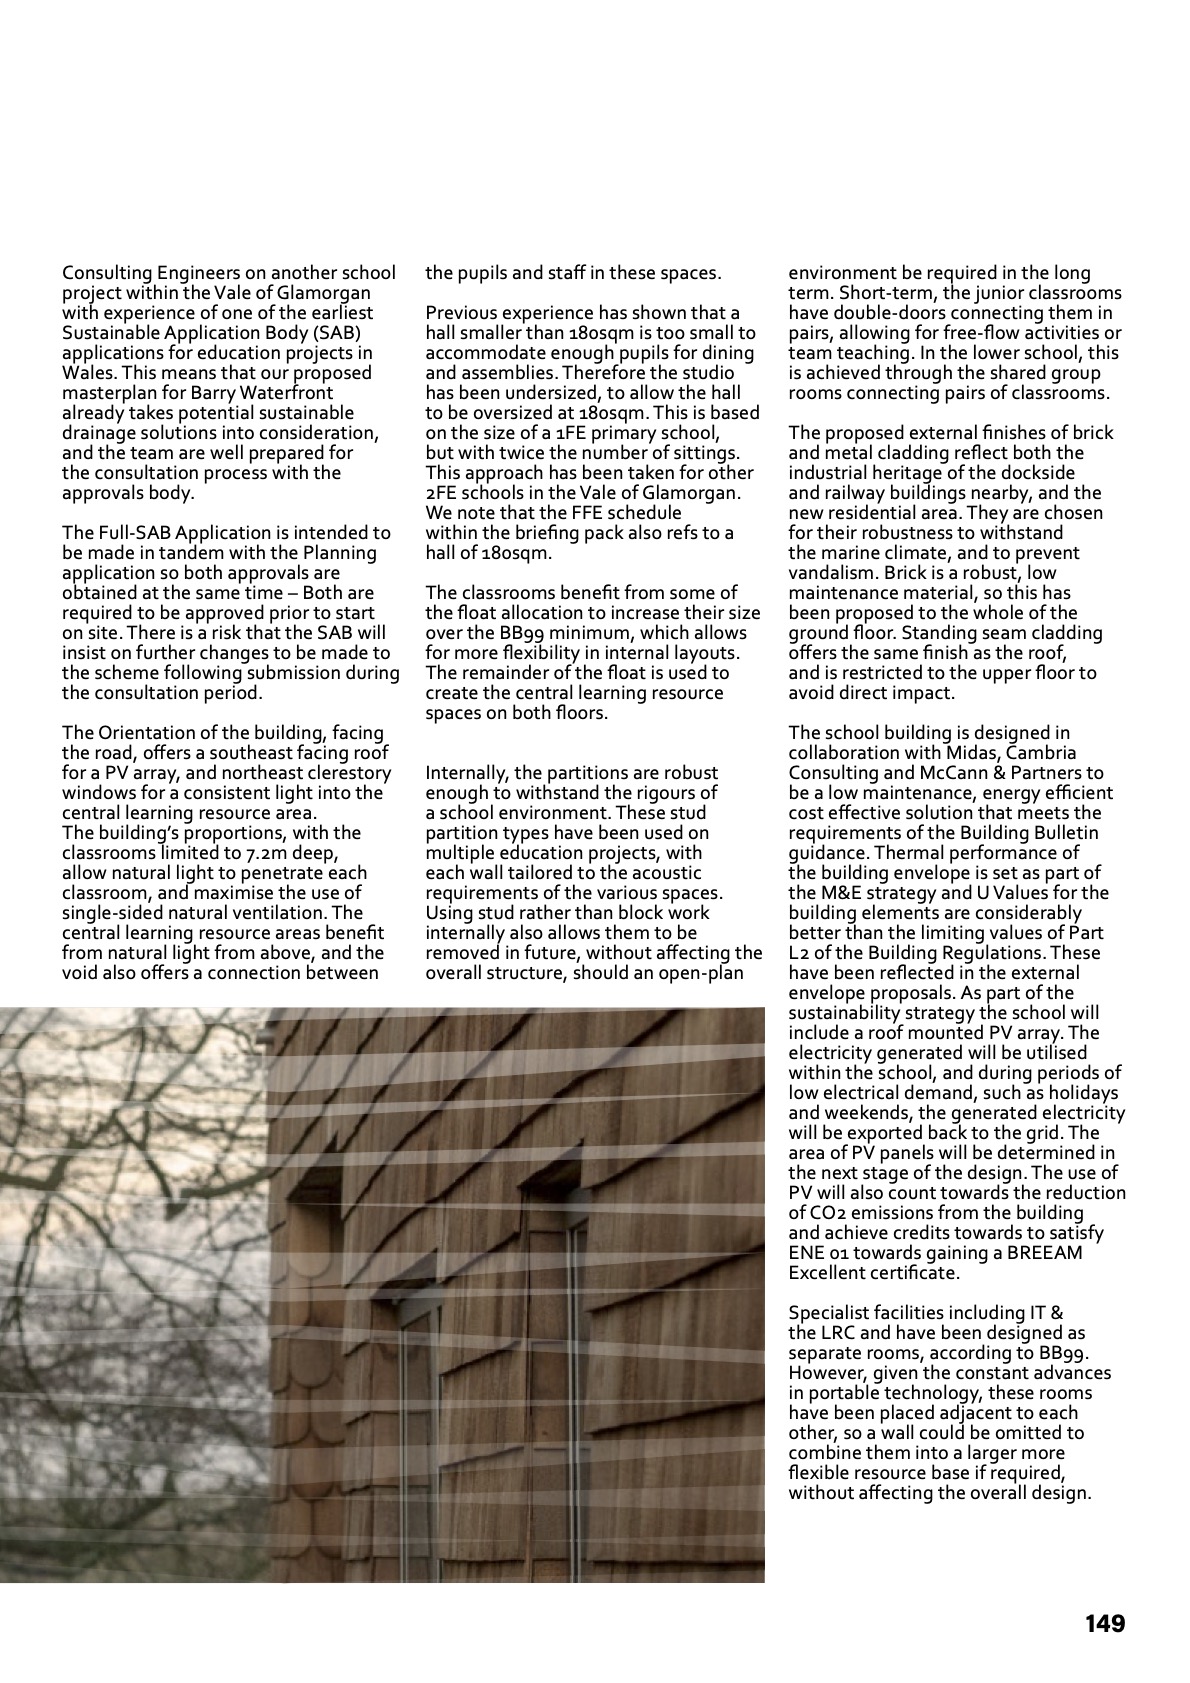 Consulting Engineers on another school
project within the Vale of Glamorgan
with experience of one of the earliest
Sustainable Application Body (SAB)
applications for education projects in
Wales. This means that our proposed
masterplan for Barry Waterfront
already takes potential sustainable
drainage solutions into consideration,
and the team are well prepared for
the consultation process with the
approvals body.
The Full-SAB Application is intended to
be made in tandem with the Planning
application so both approvals are
obtained at the same time – Both are
required to be approved prior to start
on site. There is a risk that the SAB will
insist on further changes to be made to
the scheme following submission during
the consultation period.
The Orientation of the building, facing
the road, offers a southeast facing roof
for a PV array, and northeast clerestory
windows for a consistent light into the
central learning resource area.
The building's proportions, with the
classrooms limited to 7.2m deep,
allow natural light to penetrate each
classroom, and maximise the use of
single-sided natural ventilation. The
central learning resource areas benefit
from natural light from above, and the
void also offers a connection between
the pupils and staff in these spaces.
Previous experience has shown that a
hall smaller than 180sqm is too small to
accommodate enough pupils for dining
and assemblies. Therefore the studio
has been undersized, to allow the hall
to be oversized at 180sqm. This is based
on the size of a 1FE primary school,
but with twice the number of sittings.
This approach has been taken for other
2FE schools in the Vale of Glamorgan.
We note that the FFE schedule
within the briefing pack also refs to a
hall of 180sqm.
The classrooms benefit from some of
the float allocation to increase their size
over the BB99 minimum, which allows
for more flexibility in internal layouts.
The remainder of the float is used to
create the central learning resource
spaces on both floors.
Internally, the partitions are robust
enough to withstand the rigours of
a school environment. These stud
partition types have been used on
multiple education projects, with
each wall tailored to the acoustic
requirements of the various spaces.
Using stud rather than block work
internally also allows them to be
removed in future, without affecting the
overall structure, should an open-plan
environment be required in the long
term. Short-term, the junior classrooms
have double-doors connecting them in
pairs, allowing for free-flow activities or
team teaching. In the lower school, this
is achieved through the shared group
rooms connecting pairs of classrooms.
The proposed external finishes of brick
and metal cladding reflect both the
industrial heritage of the dockside
and railway buildings nearby, and the
new residential area. They are chosen
for their robustness to withstand
the marine climate, and to prevent
vandalism. Brick is a robust, low
maintenance material, so this has
been proposed to the whole of the
ground floor. Standing seam cladding
offers the same finish as the roof,
and is restricted to the upper floor to
avoid direct impact.
The school building is designed in
collaboration with Midas, Cambria
Consulting and McCann & Partners to
be a low maintenance, energy efficient
cost effective solution that meets the
requirements of the Building Bulletin
guidance. Thermal performance of
the building envelope is set as part of
the M&E strategy and U Values for the
building elements are considerably
better than the limiting values of Part
L2 of the Building Regulations. These
have been reflected in the external
envelope proposals. As part of the
sustainability strategy the school will
include a roof mounted PV array. The
electricity generated will be utilised
within the school, and during periods of
low electrical demand, such as holidays
and weekends, the generated electricity
will be exported back to the grid. The
area of PV panels will be determined in
the next stage of the design. The use of
PV will also count towards the reduction
of CO2 emissions from the building
and achieve credits towards to satisfy
ENE 01 towards gaining a BREEAM
Excellent certificate.
Specialist facilities including IT &
the LRC and have been designed as
separate rooms, according to BB99.
However, given the constant advances
in portable technology, these rooms
have been placed adjacent to each
other, so a wall could be omitted to
combine them into a larger more
flexible resource base if required,
without affecting the overall design.
149